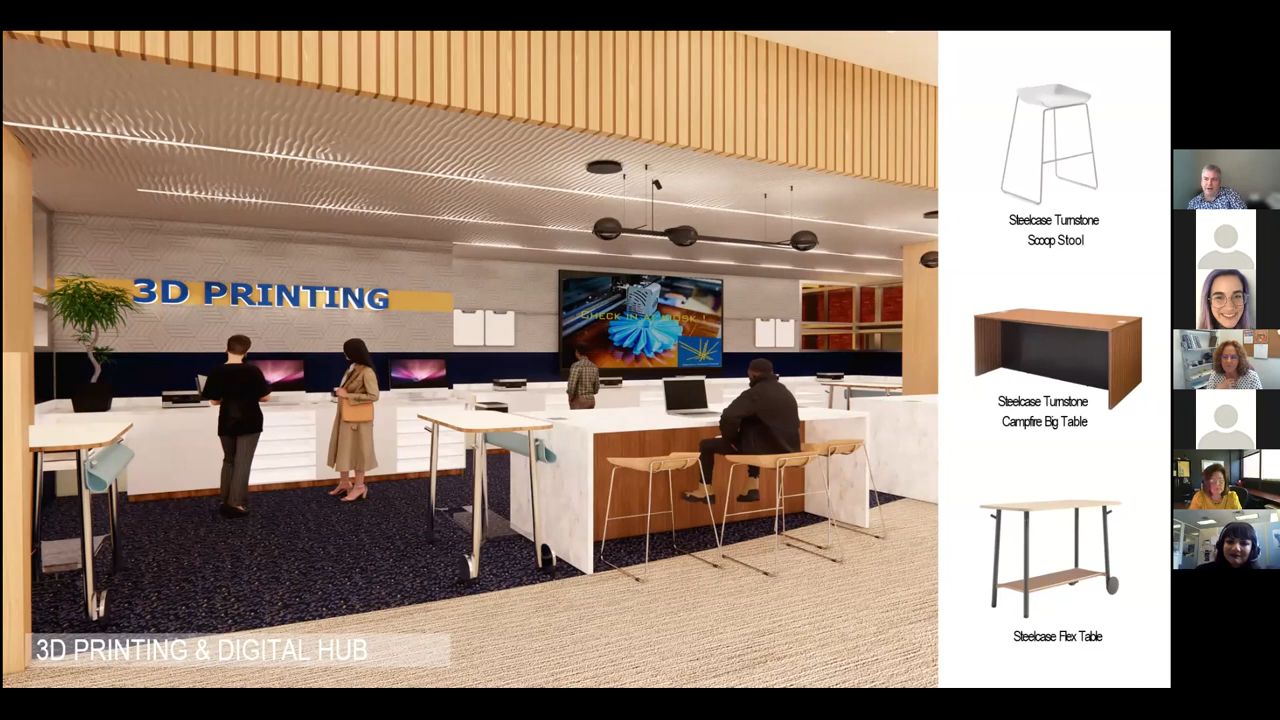 3D PRINTING
CHECK IN AT KIOSK !
3D PRINTING & DIGITAL HUB
Steelcase Turnstone
Scoop Stool
Steelcase Turnstone
Campfire Big Table
Steelcase Flex Table